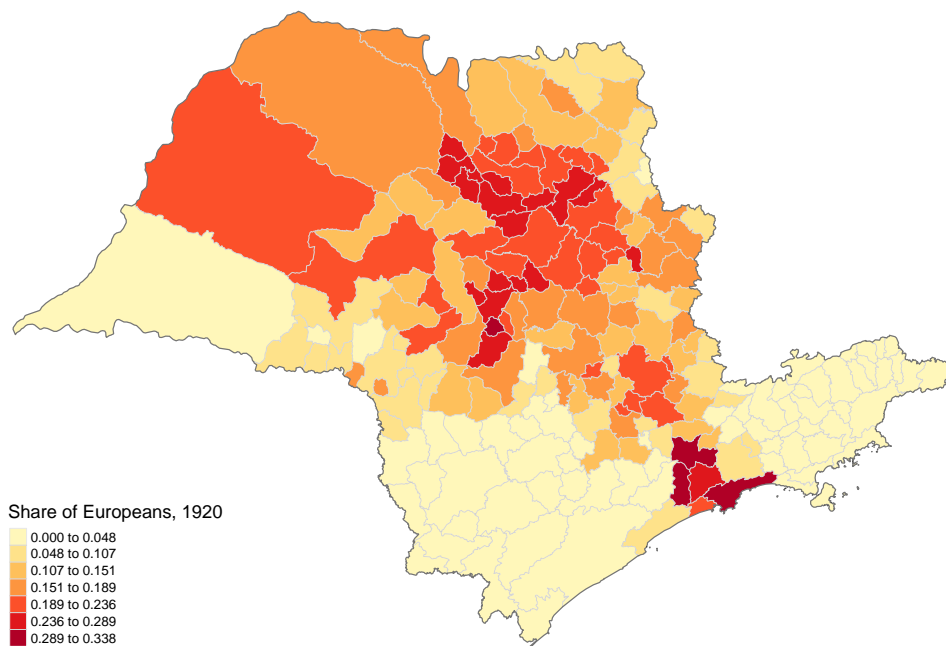 Share of Europeans, 1920
0.000 to 0.048
0.048 to 0.107
0.107 to 0.151
0.151 to 0.189
0.189 to 0.236
0.236 to 0.289
0.289 to 0.338